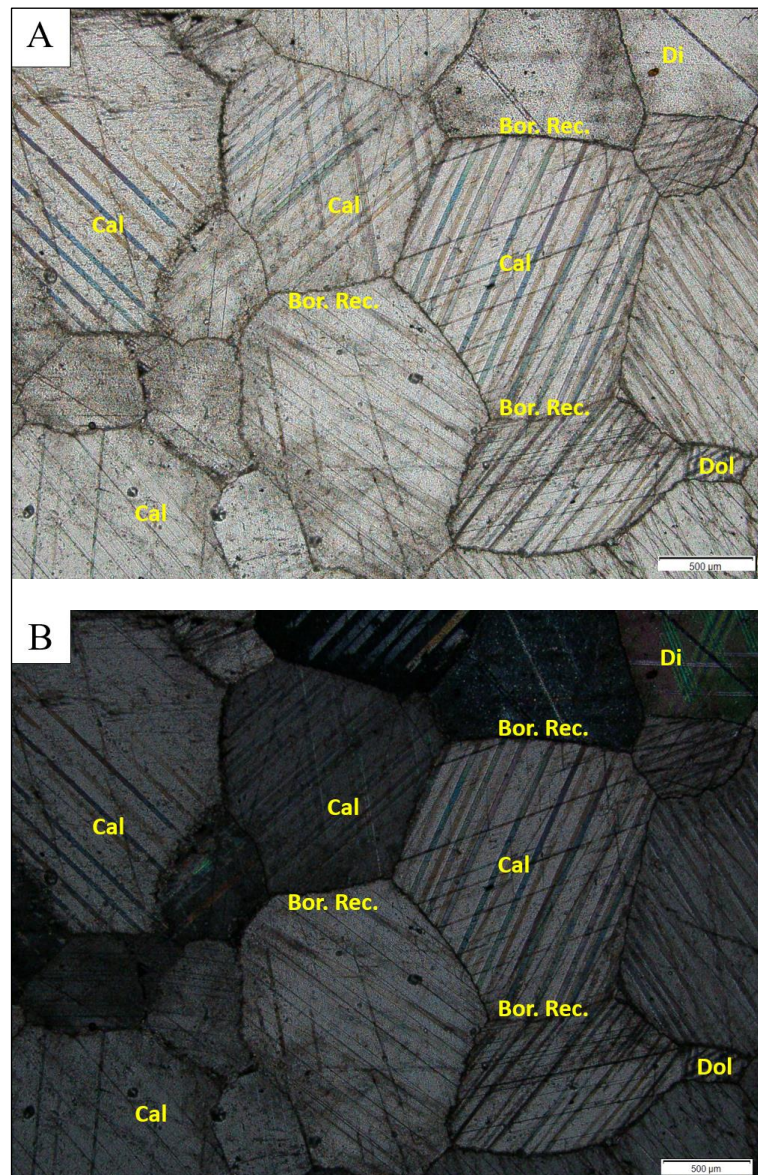 A
Di
Bor. Rec.
Cal
Cal
Cal
Bor. Rec.
Bor. Rec.
Dol
Cal
500 µm
B
Di
Bor. Rec.
Cal
Cal
Cal
Bor. Rec.
Bor. Rec.
Dol
Cal
500 µm